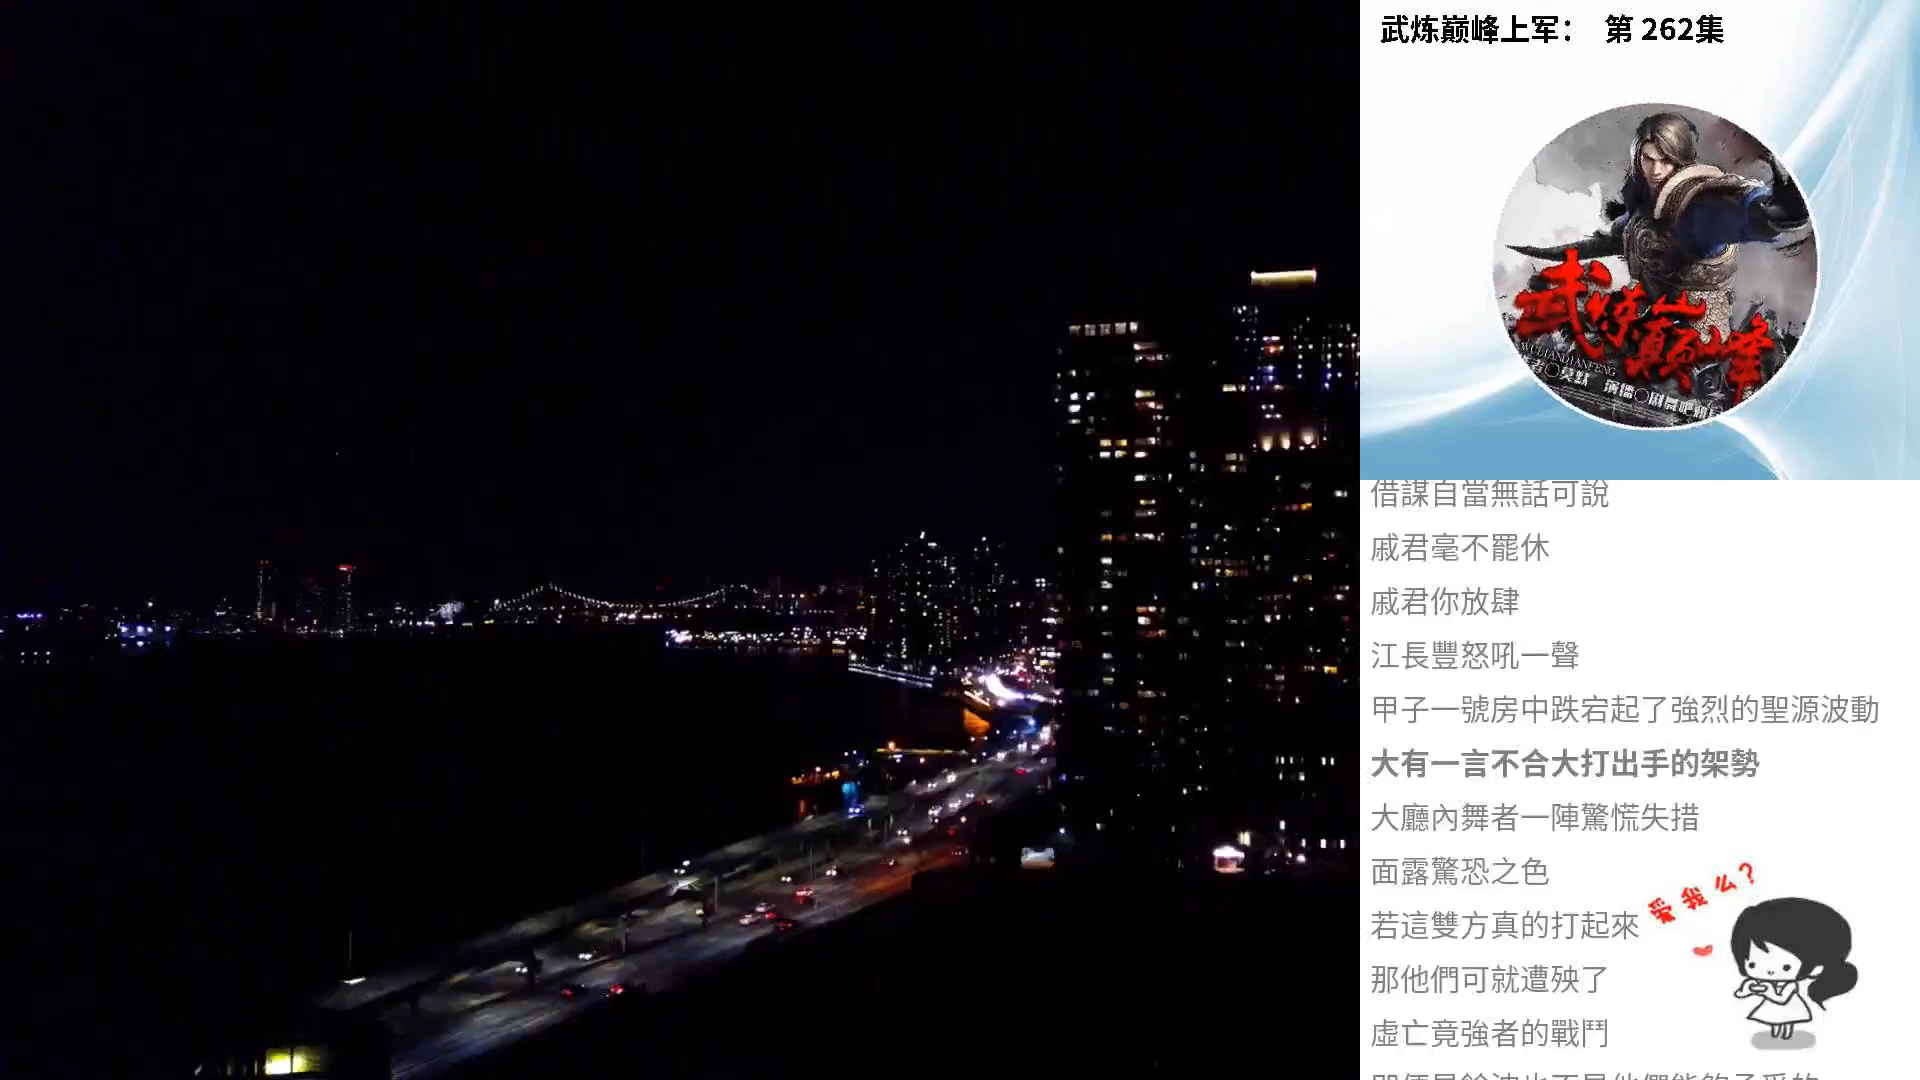 武炼巅峰上军： 第 262集
武炼巅峰
WULIANDIANFENG
借謀自當無話可說
戚君毫不罷休
戚君你放肆
江長豐怒吼一聲
甲子一號房中跌宕起了強烈的聖源波動
大有一言不合大打出手的架勢
大廳內舞者一陣驚慌失措
面露驚恐之色
爱我么？
若這雙方真的打起來
那他們可就遭殃了
虛亡竟強者的戰鬥